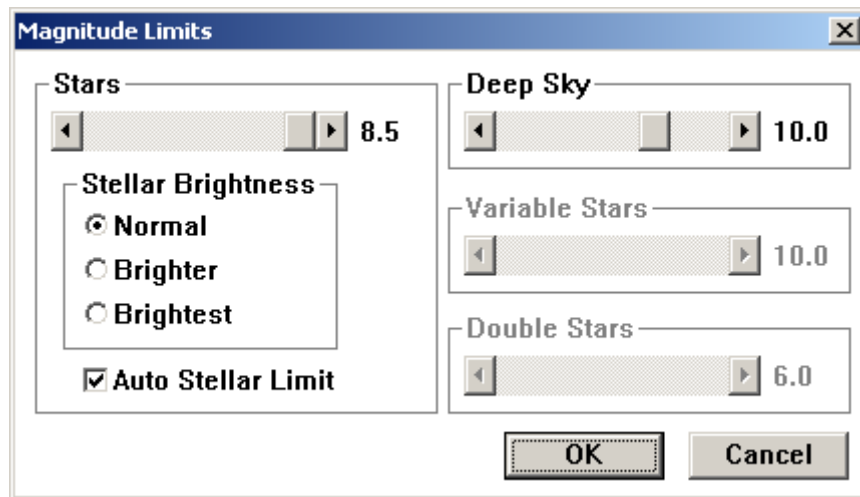 Magnitude Limits
Stars
8.5
Stellar Brightness
Normal
Brighter
Brightest
Auto Stellar Limit
Deep Sky
10.0
Variable Stars
10.0
Double Stars
6.0
OK
Cancel